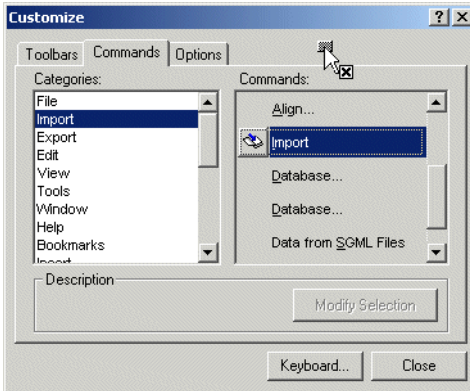 Customize
Toolbars Commands Options
Categories: Commands:
File
Import
Export
Edit
View
Tools
Window
Help
Bookmarks
Align...
Import
Database...
Database...
Data from SGML Files
Description
Modify Selection
Keyboard... Close